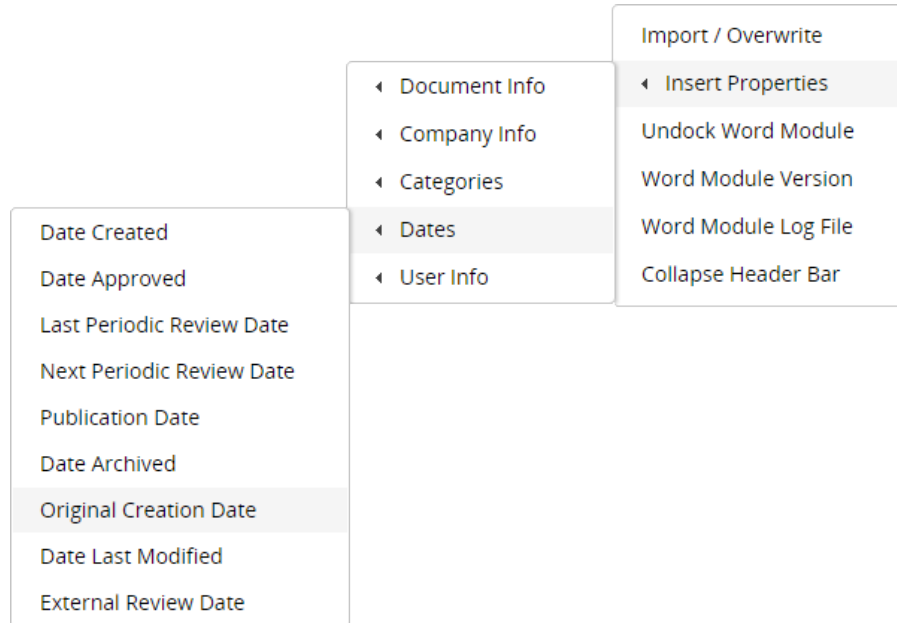 Import / Overwrite
Insert Properties
Undock Word Module
Word Module Version
Word Module Log File
Collapse Header Bar
Document Info
Company Info
Categories
Dates
User Info
Date Created
Date Approved
Last Periodic Review Date
Next Periodic Review Date
Publication Date
Date Archived
Original Creation Date
Date Last Modified
External Review Date